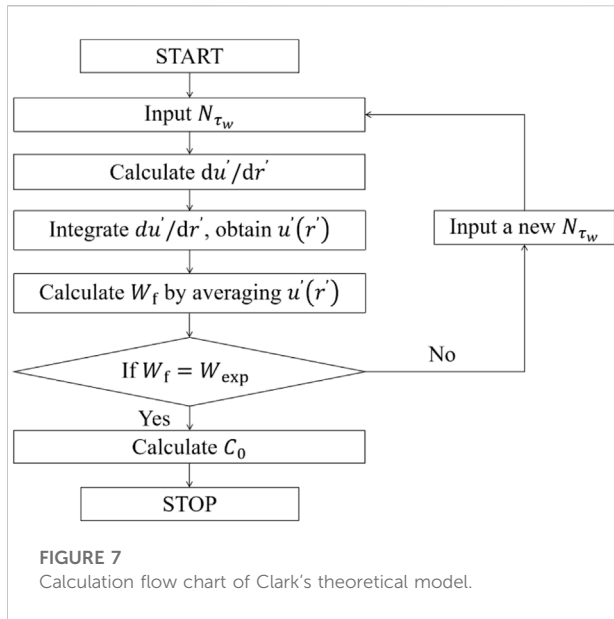 START
Input N_{τ_w}
Calculate du'/dr'
Integrate du'/dr', obtain u'(r')
Input a new N_{τ_w}
Calculate W_f by averaging u'(r')
If W_f = W_exp
No
Yes
Calculate C_0
STOP
FIGURE 7
Calculation flow chart of Clark's theoretical model.